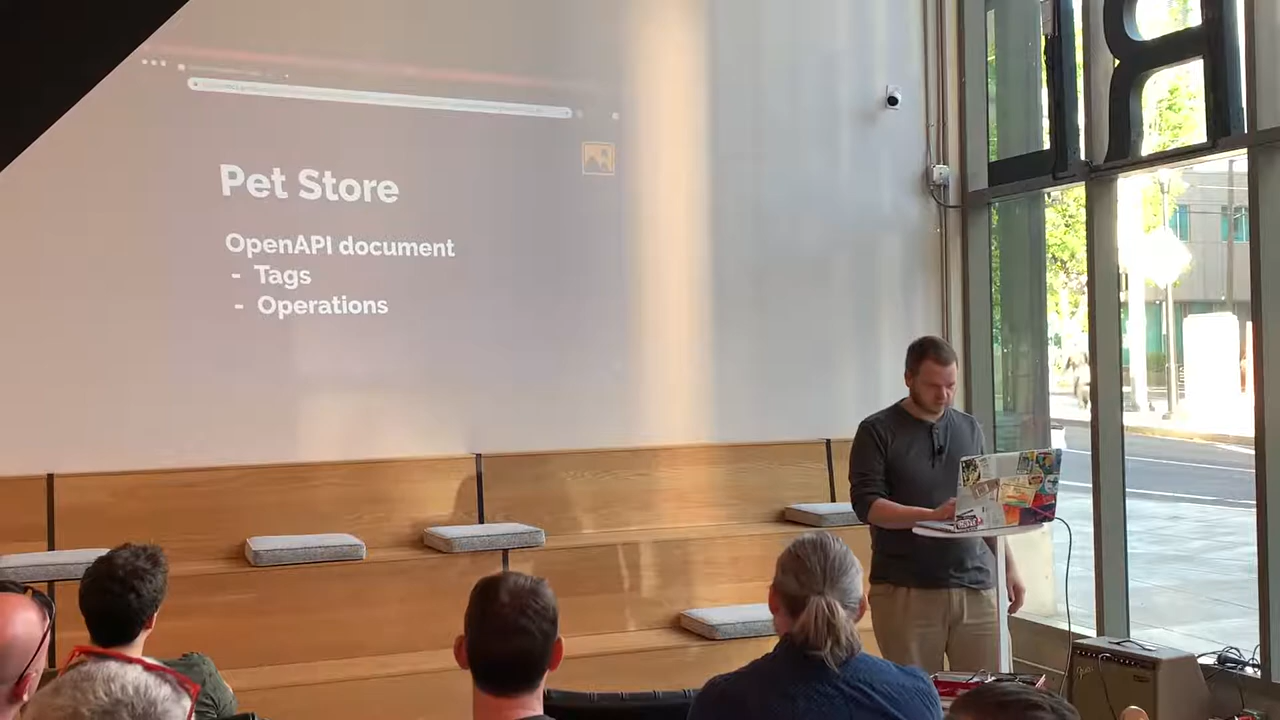 Pet Store
OpenAPI document
- Tags
- Operations
R